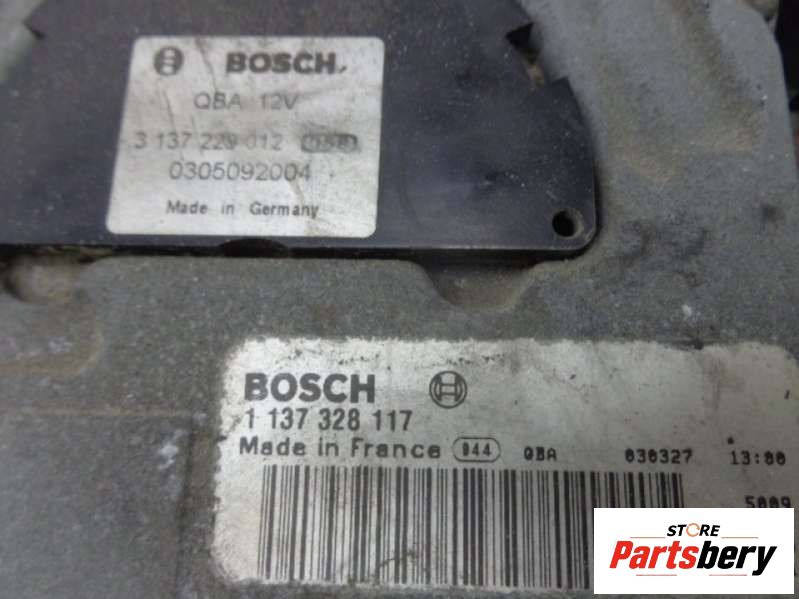 BOSCH
QBA 12V
3 137 229 012
0305092004
Made in Germany
BOSCH
1 137 328 117
Made in France 044 QBA 030327 13:00
5009
STORE
Partsbery